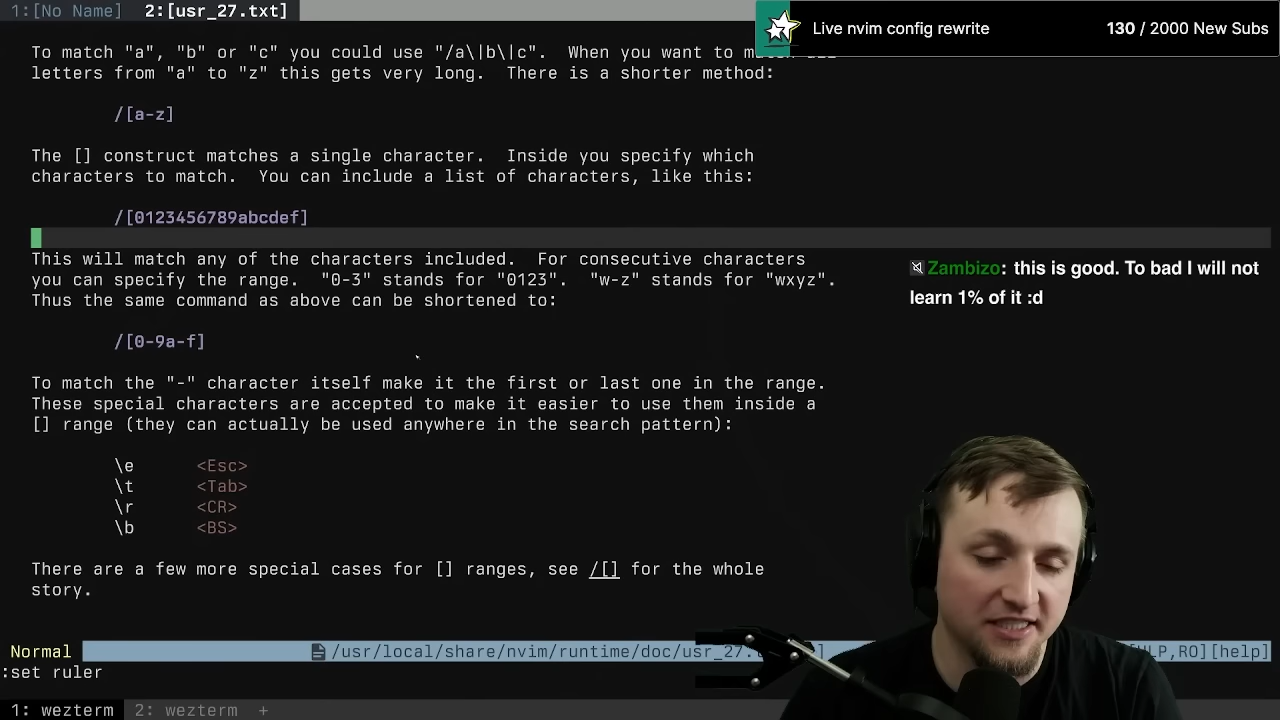 1:[No Name]  2:[usr_27.txt]
Live nvim config rewrite
130 / 2000 New Subs
To match "a", "b" or "c" you could use "/a\|b\|c".  When you want to
letters from "a" to "z" this gets very long.  There is a shorter method:
/[a-z]
The [] construct matches a single character.  Inside you specify which
characters to match.  You can include a list of characters, like this:
/[0123456789abcdef]
This will match any of the characters included.  For consecutive characters
you can specify the range.  "0-3" stands for "0123".  "w-z" stands for "wxyz".
Thus the same command as above can be shortened to:
Zambizo: this is good. To bad I will not
learn 1% of it :d
/[0-9a-f]
To match the "-" character itself make it the first or last one in the range.
These special characters are accepted to make it easier to use them inside a
[] range (they can actually be used anywhere in the search pattern):
\e	<Esc>
\t	<Tab>
\r	<CR>
\b	<BS>
There are a few more special cases for [] ranges, see /[] for the whole
story.
Normal /usr/local/share/nvim/runtime/doc/usr_27. ,RO][help]
:set ruler
1: wezterm  2: wezterm  +